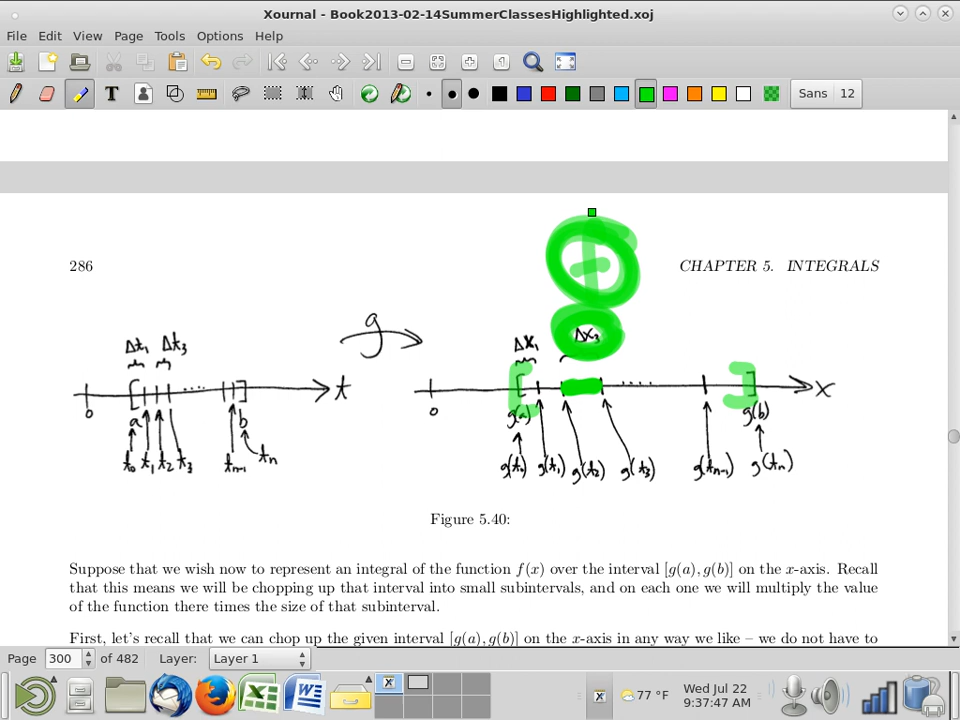 Xournal - Book2013-02-14SummerClassesHighlighted.xoj
File Edit View Page Tools Options Help
Sans 12
286 CHAPTER 5. INTEGRALS
g
Δt₁ Δt₃ Δx₁ Δx₃
0 a b t 0 g(a) g(b) x
t₀ t₁ t₂ t₃ tₙ₋₁ tₙ g(t₀) g(t₁) g(t₂) g(t₃) g(tₙ₋₁) g(tₙ)
Figure 5.40:
Suppose that we wish now to represent an integral of the function f(x) over the interval [g(a), g(b)] on the x-axis. Recall
that this means we will be chopping up that interval into small subintervals, and on each one we will multiply the value
of the function there times the size of that subinterval.
First, let's recall that we can chop up the given interval [g(a), g(b)] on the x-axis in any way we like – we do not have to
Page 300 of 482 Layer: Layer 1
77 °F
Wed Jul 22
9:37:47 AM